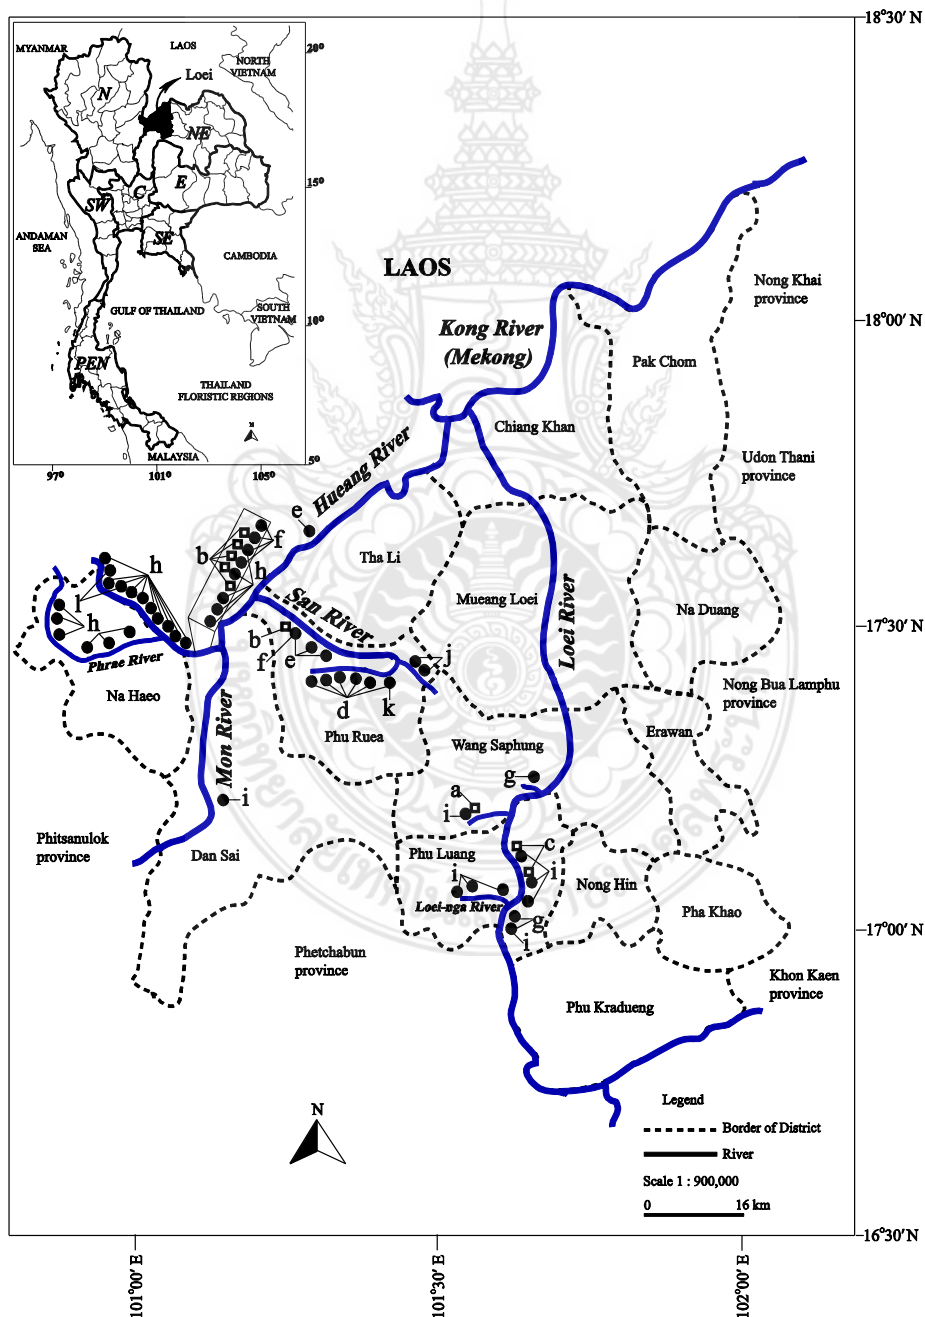 18°30′ N
MYANMAR
LAOS
20°
NORTH
VIETNAM
Loei
N
NE
E
15°
C
SW
ANDAMAN
SEA
SE
CAMBODIA
GULF OF THAILAND
SOUTH
VIETNAM
10°
PEN
THAILAND
FLORISTIC REGIONS
N
MALAYSIA
5°
97°
101°
105°
LAOS
Nong Khai
province
18°00′ N
Kong River
(Mekong)
Pak Chom
Chiang Khan
Hueang River
Udon Thani
province
e
b
f
h
Tha Li
h
l
h
Mueang Loei
Loei River
Na Duang
San River
17°30′ N
b
f
e
j
Phrae River
Na Haeo
d
k
Nong Bua Lamphu
province
Phu Ruea
Wang Saphung
Erawan
Mon River
g
a
i
i
Phitsanulok
province
Dan Sai
c
Phu Luang
i
i
Nong Hin
Loei-nga River
Pha Khao
g
i
17°00′ N
Phetchabun
province
Khon Kaen
province
Phu Kradueng
N
Legend
Border of District
River
Scale 1 : 900,000
0
16 km
16°30′ N
101°00′ E
101°30′ E
102°00′ E